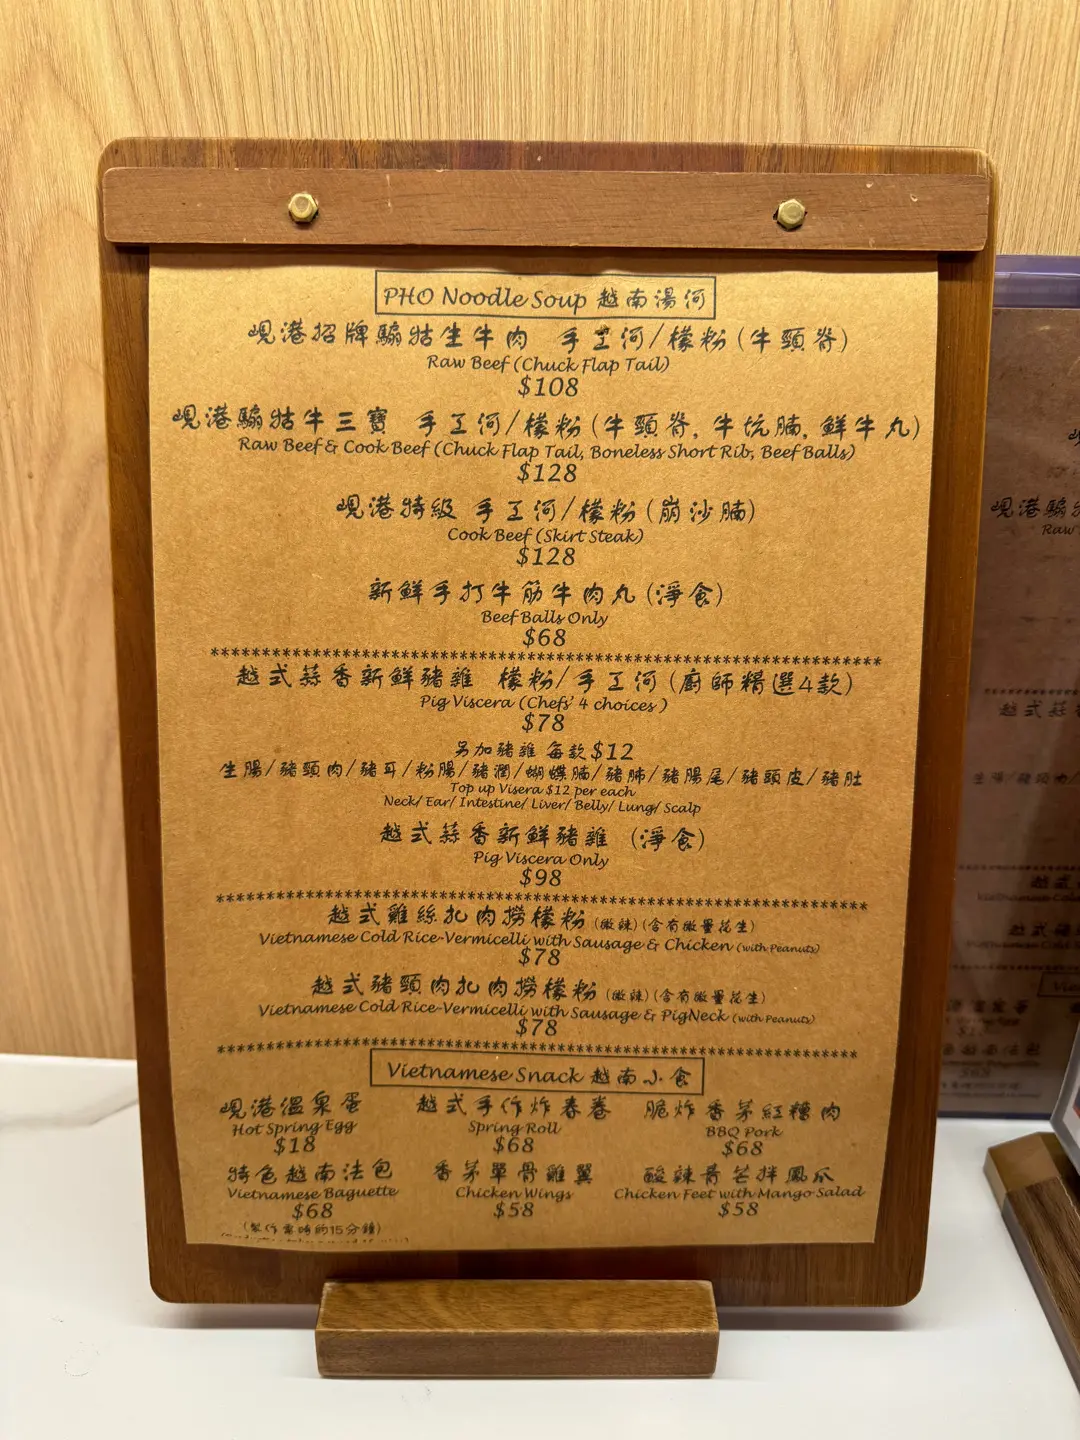 PHO Noodle Soup 越南湯河
峴港招牌騸牯生牛肉 手工河/檬粉 (牛頸脊)
Raw Beef (Chuck Flap Tail)
$108
峴港騸牯牛三寶 手工河/檬粉 (牛頸脊, 牛坑腩, 鮮牛丸)
Raw Beef & Cook Beef (Chuck Flap Tail, Boneless Short Rib, Beef Balls)
$128
峴港特級 手工河/檬粉 (崩沙腩)
Cook Beef (Skirt Steak)
$128
新鮮手打牛筋牛肉丸 (淨食)
Beef Balls Only
$68
越式蒜香新鮮豬雜 檬粉/手工河 (廚師精選4款)
Pig Viscera (Chefs' 4 choices )
$78
另加豬雜 每款$12
生腸/豬頸肉/豬耳/粉腸/豬潤/蝴蝶腩/豬肺/豬腸尾/豬頭皮/豬肚
Top up Visera $12 per each
Neck/ Ear/ Intestine/ Liver/ Belly/ Lung/ Scalp
越式蒜香新鮮豬雜 (淨食)
Pig Viscera Only
$98
越式雞絲扎肉撈檬粉 (微辣)(含有微量花生)
Vietnamese Cold Rice-Vermicelli with Sausage & Chicken (with Peanuts)
$78
越式豬頸肉扎肉撈檬粉 (微辣)(含有微量花生)
Vietnamese Cold Rice-Vermicelli with Sausage & PigNeck (with Peanuts)
$78
Vietnamese Snack 越南小食
峴港溫泉蛋 越式手作炸春卷 脆炸香茅紅糟肉
Hot Spring Egg Spring Roll BBQ Pork
$18 $68 $68
特色越南法包 香茅單骨雞翼 酸辣青芒拌鳳爪
Vietnamese Baguette Chicken Wings Chicken Feet with Mango Salad
$68 $58 $58
(製作需時約15分鐘)